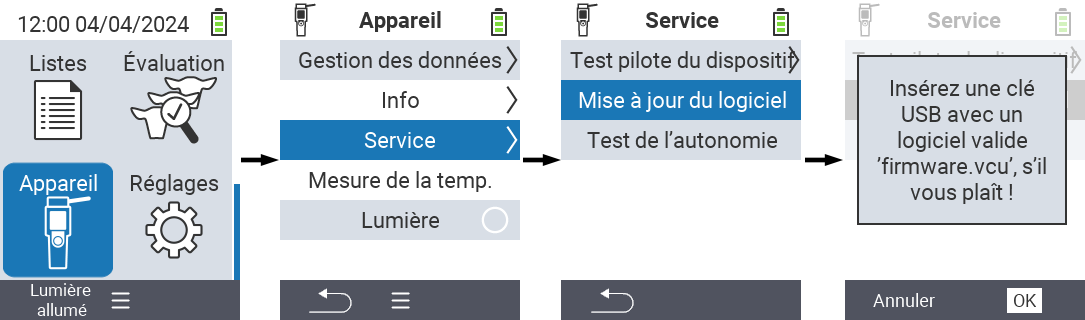 12:00 04/04/2024
Listes
Évaluation
Appareil
Réglages
Lumière
allumé
Appareil
Gestion des données
Info
Service
Mesure de la temp.
Lumière
Service
Test pilote du dispositif
Mise à jour du logiciel
Test de l’autonomie
Service
Test pilote du dispositif
Insérez une clé
USB avec un
logiciel valide
’firmware.vcu’, s’il
vous plaît !
Annuler
OK